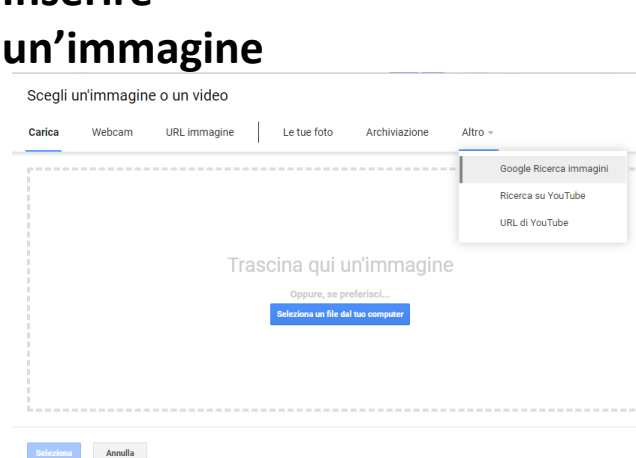 inserire
un’immagine
Scegli un'immagine o un video
Carica Webcam URL immagine Le tue foto Archiviazione Altro
Google Ricerca immagini
Ricerca su YouTube
URL di YouTube
Trascina qui un'immagine
Oppure, se preferisci...
Seleziona un file dal tuo computer
Seleziona Annulla